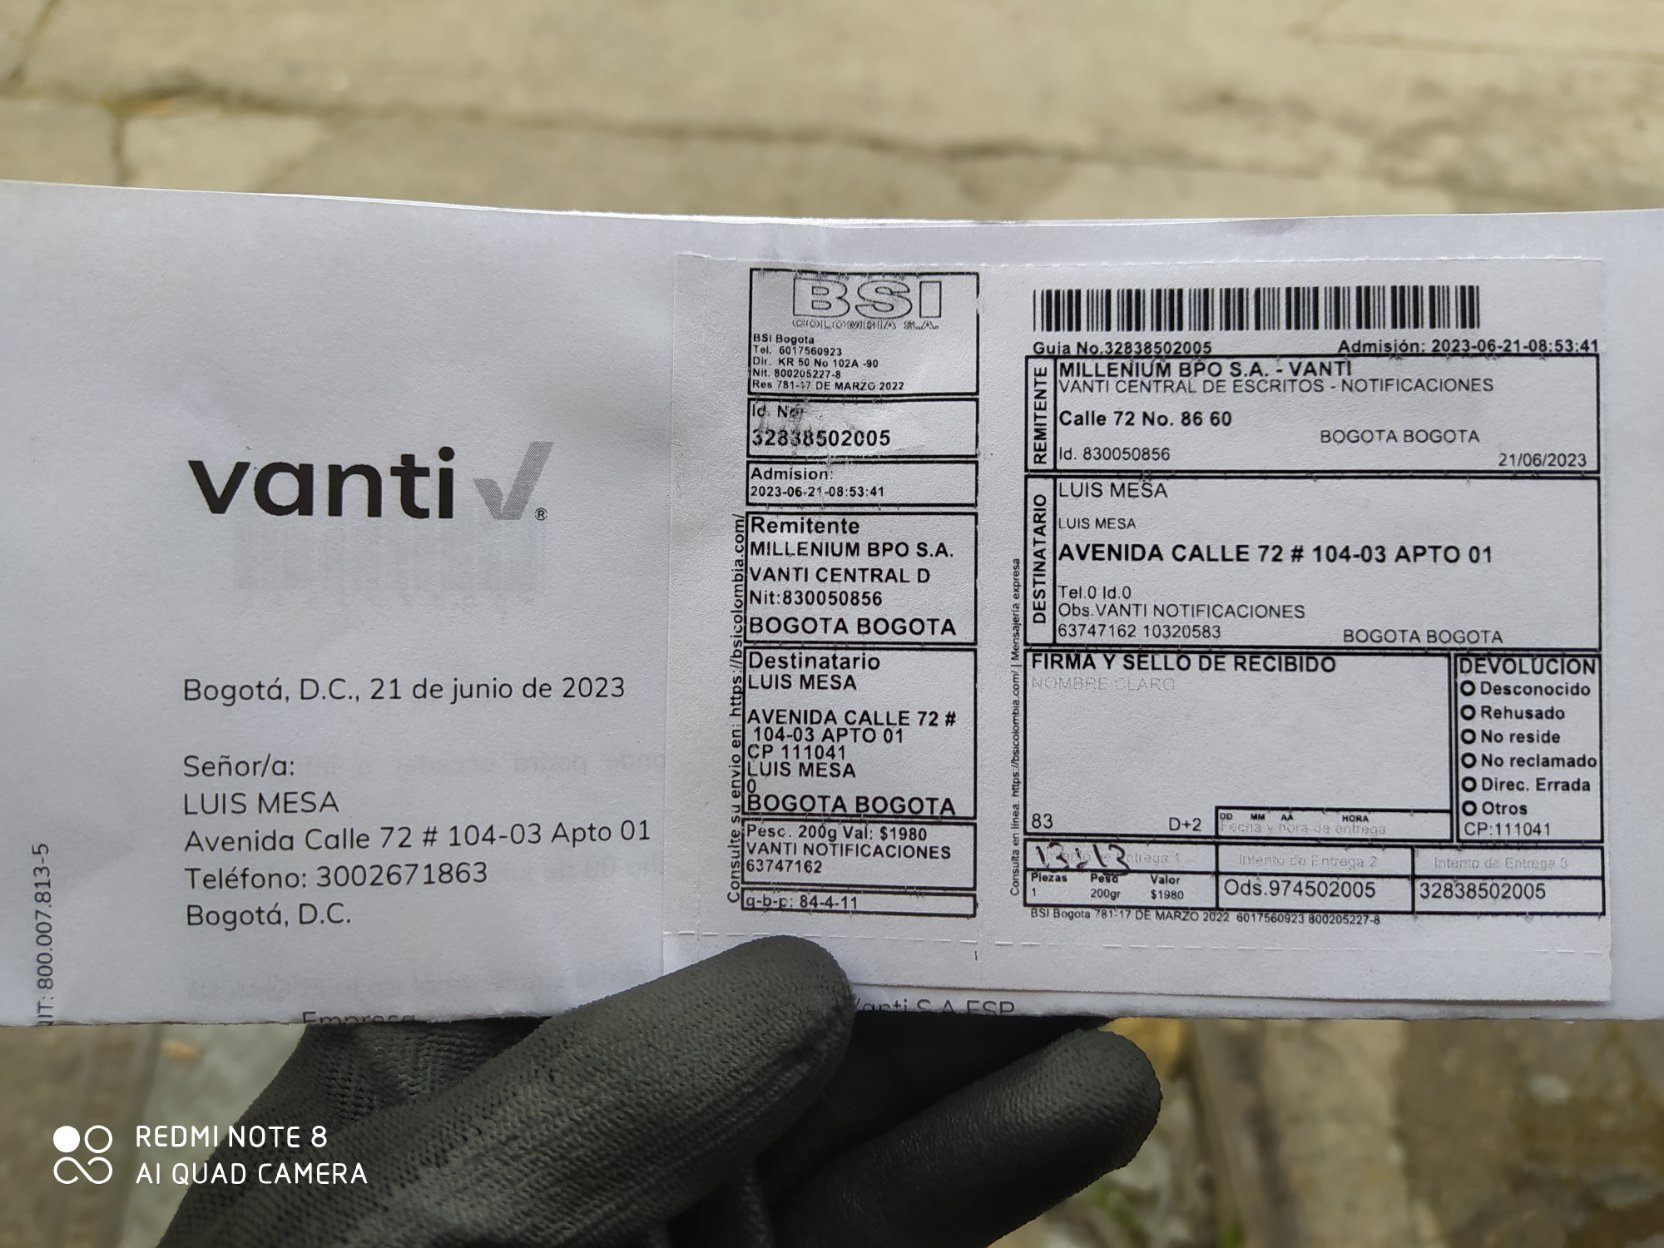 vanti
®
Bogotá, D.C., 21 de junio de 2023
Señor/a:
LUIS MESA
Avenida Calle 72 # 104-03 Apto 01
Teléfono: 3002671863
Bogotá, D.C.
NIT: 800.007.813-5
Empresa
Vanti S.A ESP
BSI
COLOMBIA S.A.
BSI Bogota
Tel. 6017560923
Dir. KR 50 No 102A -90
Nit. 800205227-8
Res 781-17 DE MARZO 2022
Id. No:
32838502005
Admision:
2023-06-21-08:53:41
Remitente
MILLENIUM BPO S.A.
VANTI CENTRAL D
Nit:830050856
BOGOTA BOGOTA
Destinatario
LUIS MESA
AVENIDA CALLE 72 #
104-03 APTO 01
CP 111041
LUIS MESA
0
BOGOTA BOGOTA
Peso. 200g Val: $1980
VANTI NOTIFICACIONES
63747162
g-b-p: 84-4-11
Consulte su envio en: https://bsicolombia.com/
Guia No.32838502005 Admisión: 2023-06-21-08:53:41
REMITENTE
MILLENIUM BPO S.A. - VANTI
VANTI CENTRAL DE ESCRITOS - NOTIFICACIONES
Calle 72 No. 86 60
BOGOTA BOGOTA
Id. 830050856
21/06/2023
DESTINATARIO
LUIS MESA
LUIS MESA
AVENIDA CALLE 72 # 104-03 APTO 01
Tel.0 Id.0
Obs.VANTI NOTIFICACIONES
63747162 10320583 BOGOTA BOGOTA
FIRMA Y SELLO DE RECIBIDO
NOMBRE CLARO
83 D+2
DD MM AA HORA
Fecha y hora de entrega
DEVOLUCION
Desconocido
Rehusado
No reside
No reclamado
Direc. Errada
Otros
CP:111041
Intento de Entrega 2
Intento de Entrega 3
Piezas Peso Valor
1 200gr $1980
Ods.974502005
32838502005
BSI Bogota 781-17 DE MARZO 2022 6017560923 800205227-8
Consulta en linea. https://bsicolombia.com/ | Mensajeria expresa
REDMI NOTE 8
AI QUAD CAMERA